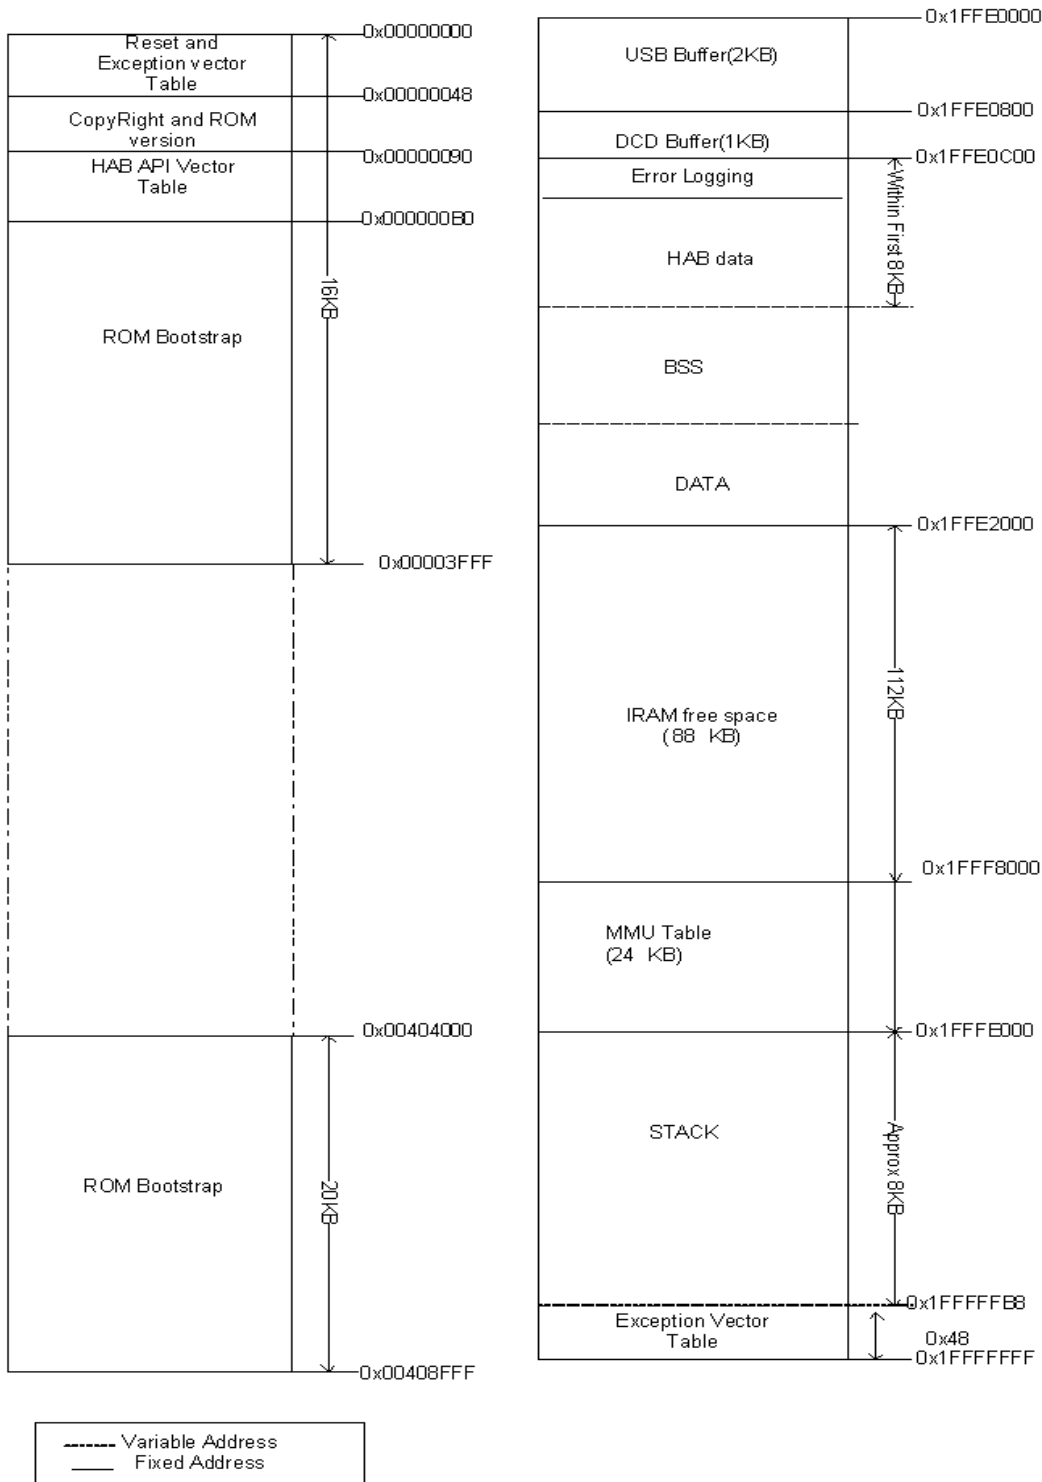 0x00000000
Reset and
Exception vector
Table
0x00000048
CopyRight and ROM
version
0x00000090
HAB API Vector
Table
0x000000B0
16KB
ROM Bootstrap
0x00003FFF
0x00404000
ROM Bootstrap
20KB
0x00408FFF
0x1FFE0000
USB Buffer(2KB)
0x1FFE0800
DCD Buffer(1KB)
0x1FFE0C00
Error Logging
Within First 8KB
HAB data
BSS
DATA
0x1FFE2000
112KB
IRAM free space
(88 KB)
0x1FFF8000
MMU Table
(24 KB)
0x1FFFE000
STACK
Approx 8KB
0x1FFFFFB8
Exception Vector
Table
0x48
0x1FFFFFFF
Variable Address
Fixed Address